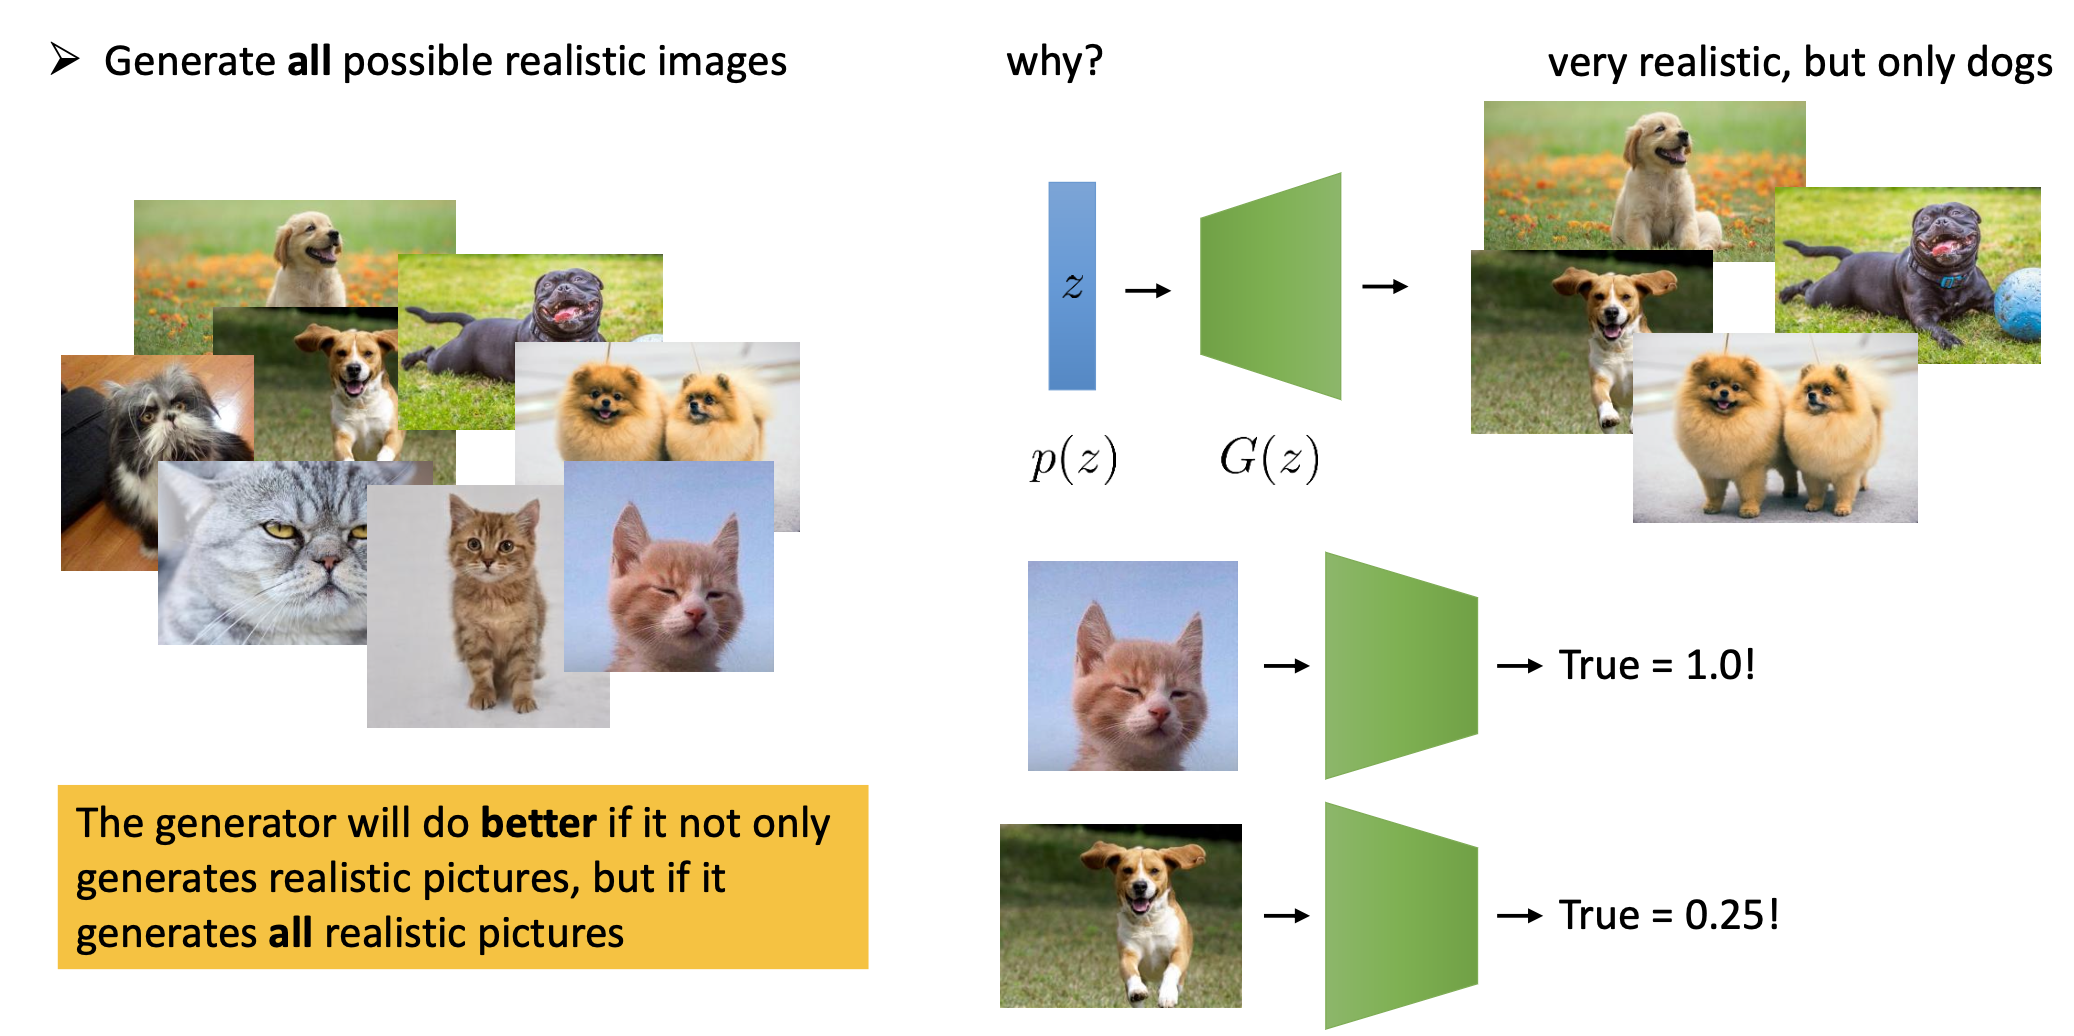 ➢ Generate all possible realistic images
why?
very realistic, but only dogs
z
p(z)
G(z)
True = 1.0!
True = 0.25!
The generator will do better if it not only
generates realistic pictures, but if it
generates all realistic pictures